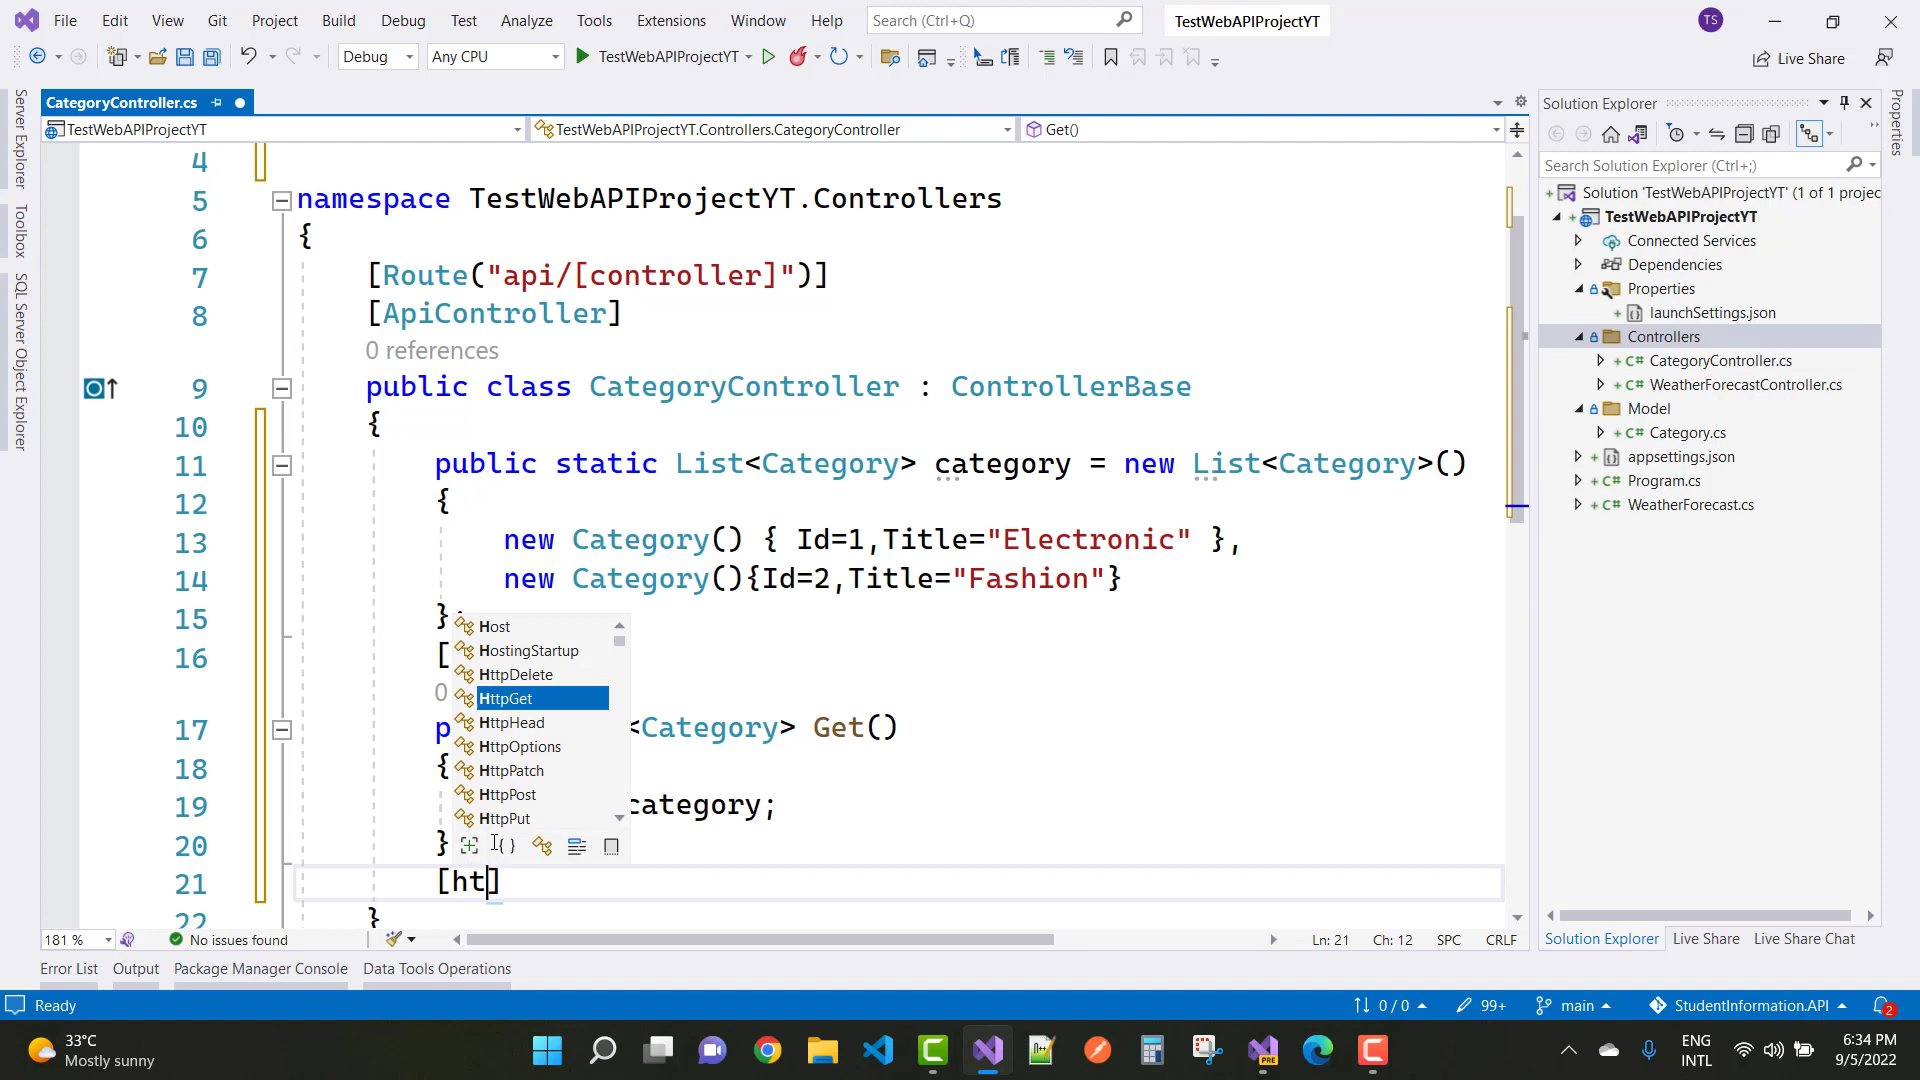 File Edit View Git Project Build Debug Test Analyze Tools Extensions Window Help Search (Ctrl+Q) TestWebAPIProjectYT TS
Debug Any CPU TestWebAPIProjectYT Live Share
CategoryController.cs
TestWebAPIProjectYT TestWebAPIProjectYT.Controllers.CategoryController Get()
Server Explorer
Toolbox
SQL Server Object Explorer
4
5 namespace TestWebAPIProjectYT.Controllers
6 {
7 [Route("api/[controller]")]
8 [ApiController]
0 references
9 public class CategoryController : ControllerBase
10 {
11 public static List<Category> category = new List<Category>()
12 {
13 new Category() { Id=1,Title="Electronic" },
14 new Category(){Id=2,Title="Fashion"}
15 };
16 [
0
17 p <Category> Get()
18 {
19 category;
20 }
21 [ht]
22 }
Host
HostingStartup
HttpDelete
HttpGet
HttpHead
HttpOptions
HttpPatch
HttpPost
HttpPut
181 % No issues found Ln: 21 Ch: 12 SPC CRLF
Error List Output Package Manager Console Data Tools Operations
Solution Explorer
Search Solution Explorer (Ctrl+;)
Solution 'TestWebAPIProjectYT' (1 of 1 projec
TestWebAPIProjectYT
Connected Services
Dependencies
Properties
launchSettings.json
Controllers
C# CategoryController.cs
C# WeatherForecastController.cs
Model
C# Category.cs
appsettings.json
C# Program.cs
C# WeatherForecast.cs
Solution Explorer Live Share Live Share Chat
Properties
Ready 0 / 0 99+ main StudentInformation.API 2
33°C
Mostly sunny
PRE
ENG
INTL
6:34 PM
9/5/2022